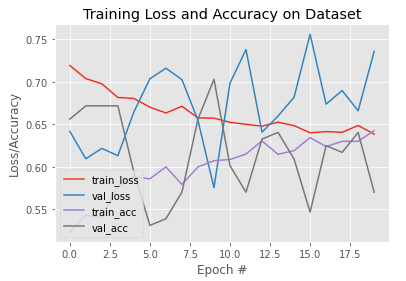 Training Loss and Accuracy on Dataset
Loss/Accuracy
0.75
0.70
0.65
0.60
0.55
train_loss
val_loss
train_acc
val_acc
0.0 2.5 5.0 7.5 10.0 12.5 15.0 17.5
Epoch #